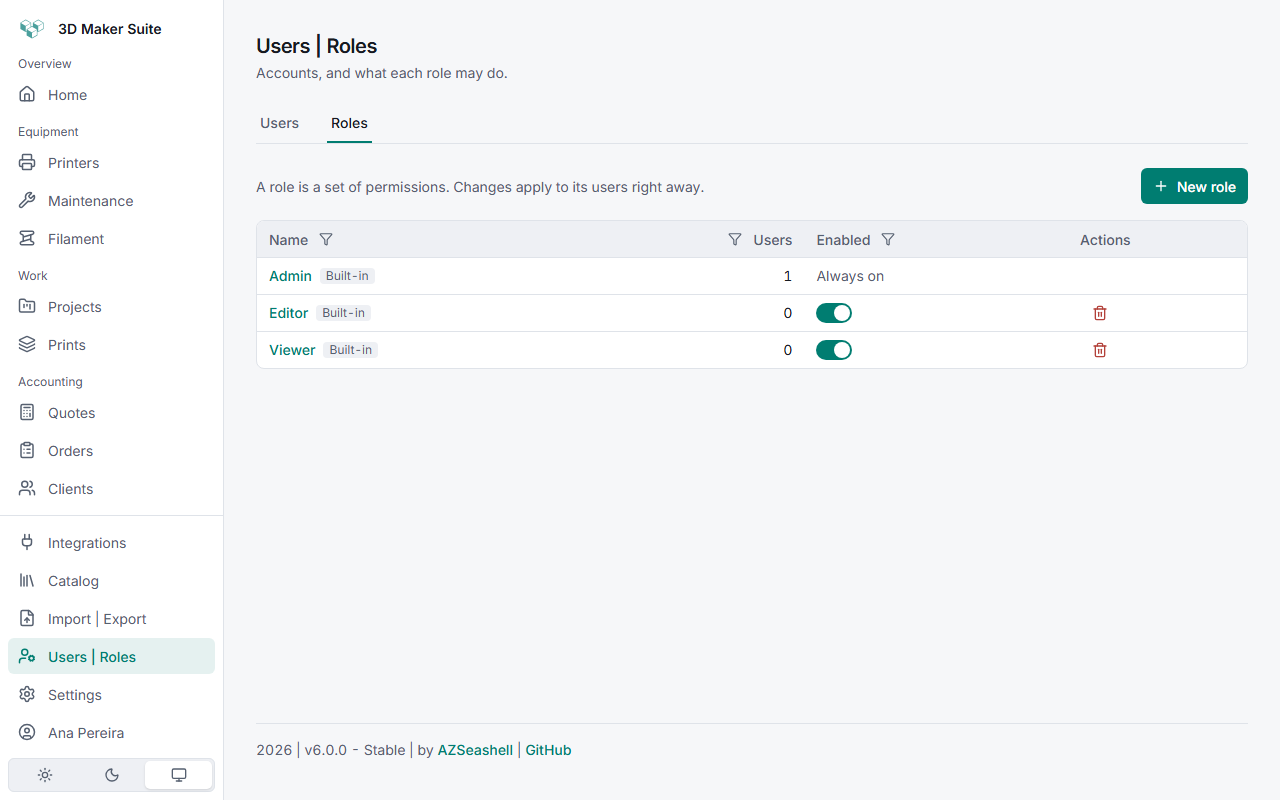 3D Maker Suite
Overview
Home
Equipment
Printers
Maintenance
Filament
Work
Projects
Prints
Accounting
Quotes
Orders
Clients
Integrations
Catalog
Import | Export
Users | Roles
Settings
Ana Pereira
Users | Roles
Accounts, and what each role may do.
Users Roles
A role is a set of permissions. Changes apply to its users right away.
New role
Name Users Enabled Actions
Admin Built-in 1 Always on
Editor Built-in 0
Viewer Built-in 0
2026 | v6.0.0 - Stable | by AZSeashell | GitHub